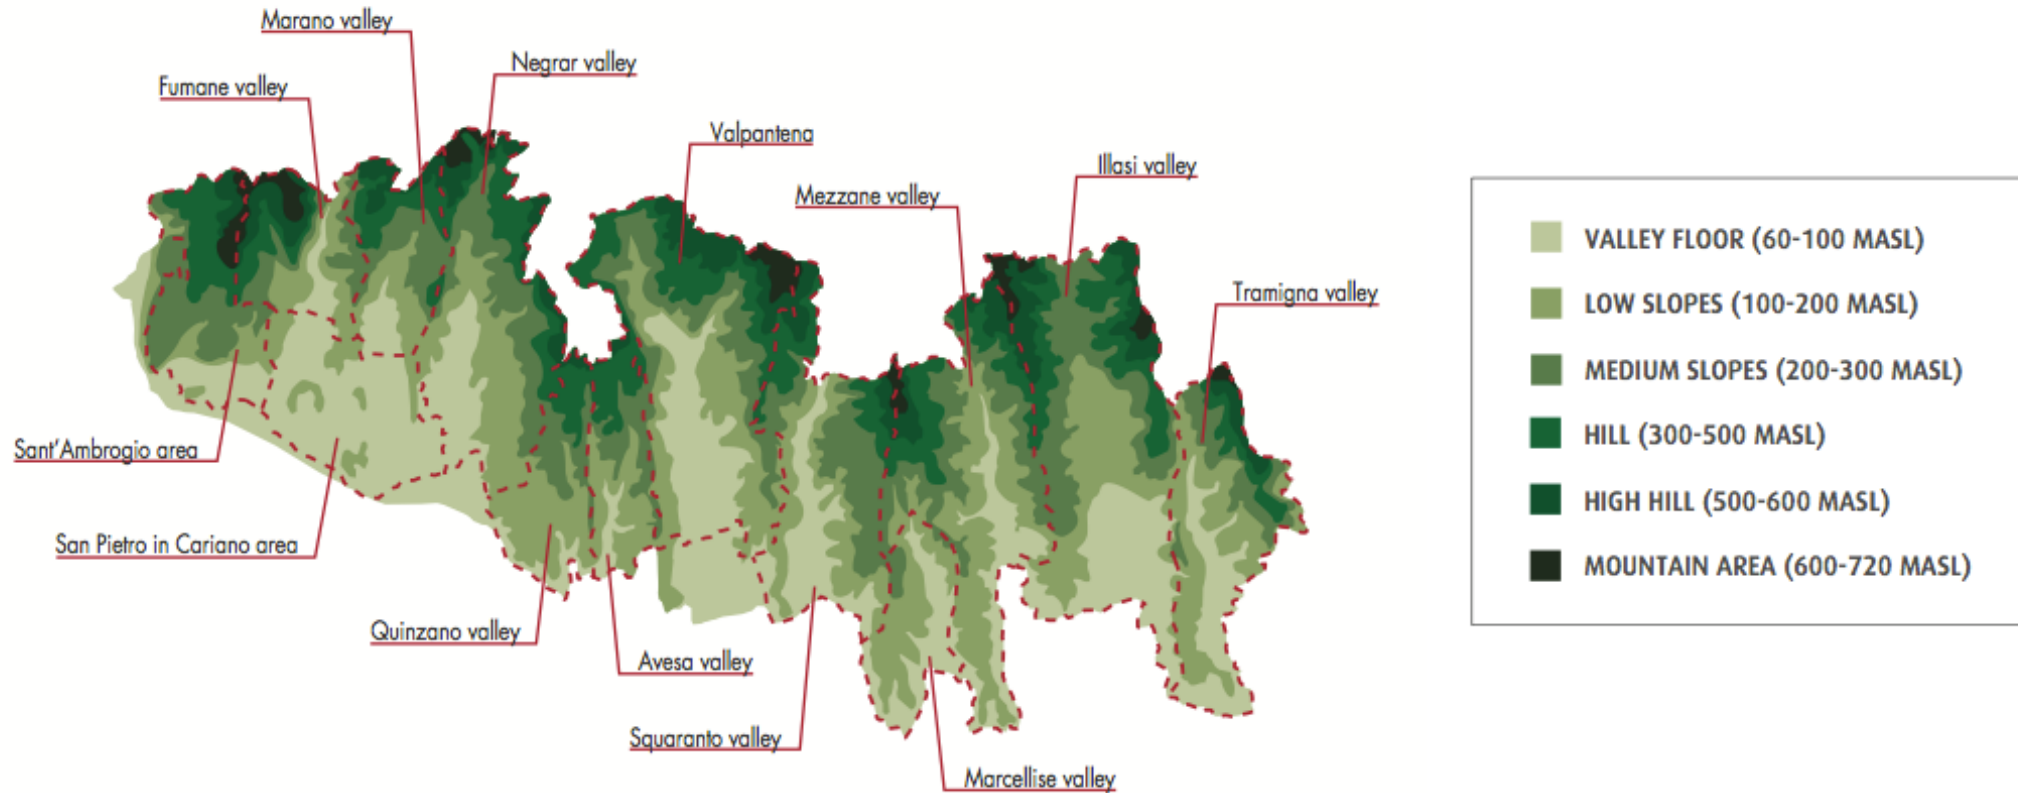 Marano valley
Negrar valley
Fumane valley
Valpantena
Illasi valley
Mezzane valley
Tramigna valley
Sant'Ambrogio area
San Pietro in Cariano area
Quinzano valley
Avesa valley
Squaranto valley
Marcellise valley
VALLEY FLOOR (60-100 MASL)
LOW SLOPES (100-200 MASL)
MEDIUM SLOPES (200-300 MASL)
HILL (300-500 MASL)
HIGH HILL (500-600 MASL)
MOUNTAIN AREA (600-720 MASL)